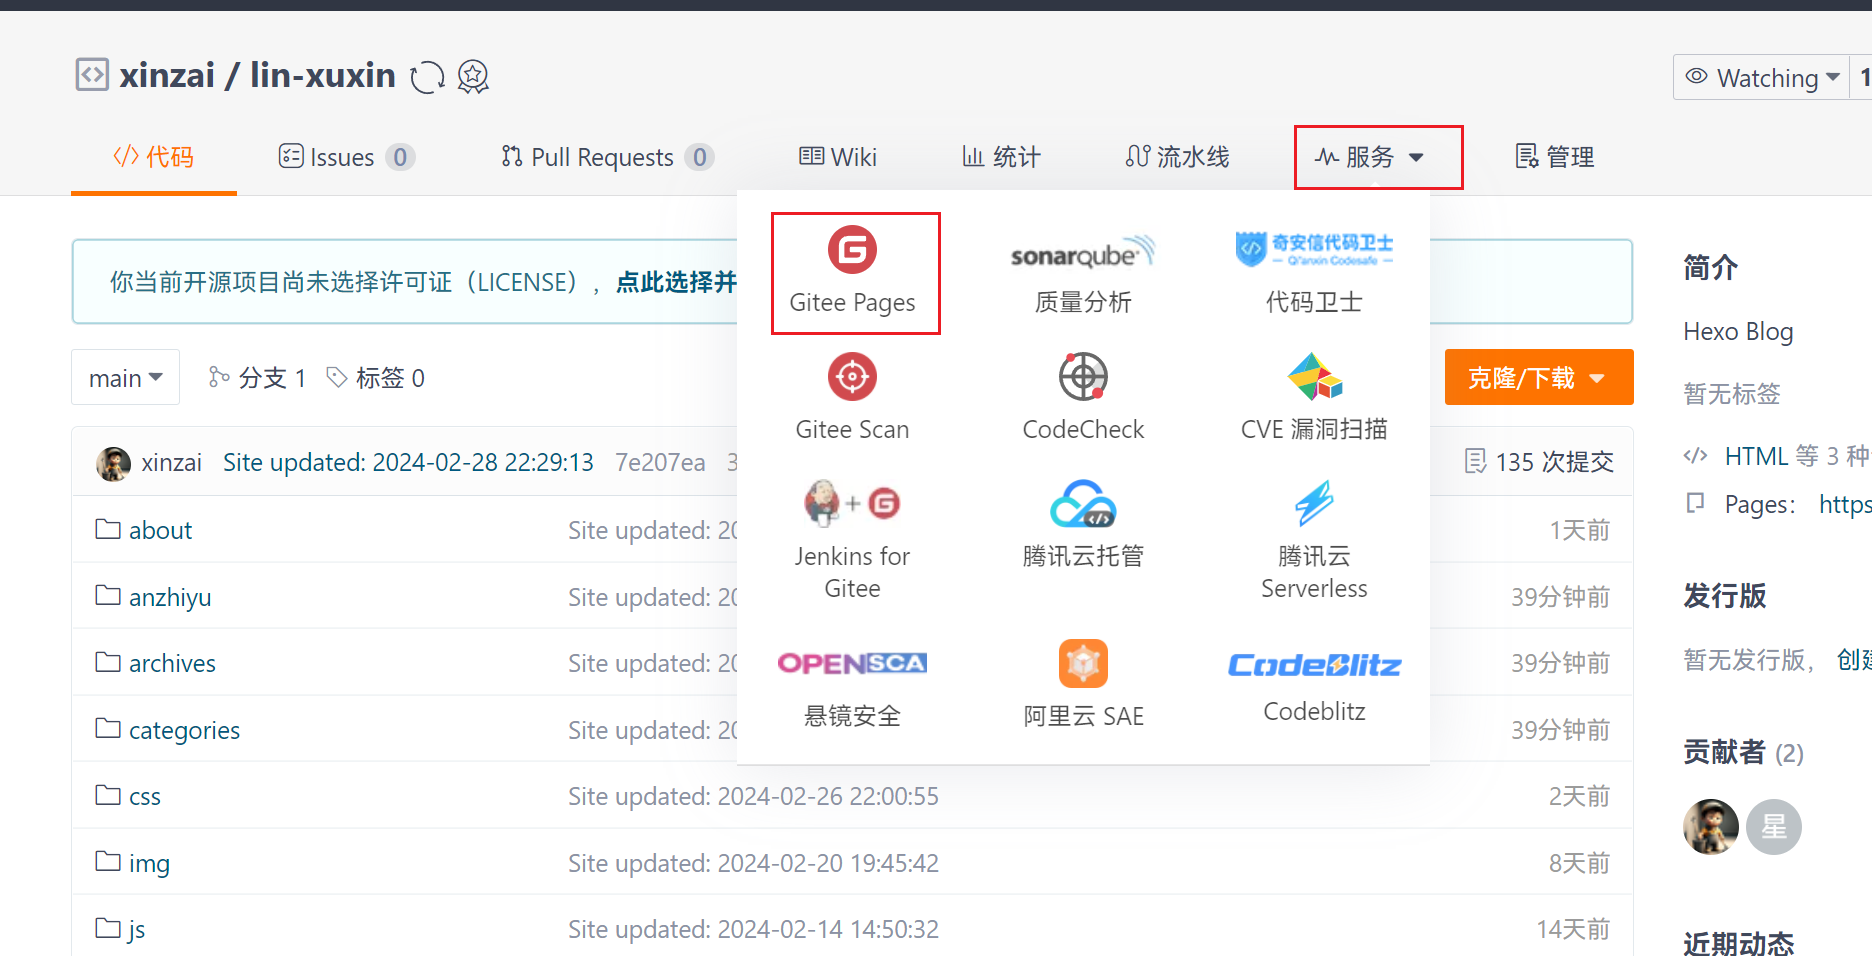 xinzai / lin-xuxin
Watching
1
代码
Issues 0
Pull Requests 0
Wiki
统计
流水线
服务
管理
你当前开源项目尚未选择许可证（LICENSE），点此选择并
Gitee Pages
sonarqube
质量分析
奇安信代码卫士
Qi'anxin Codesafe
代码卫士
Gitee Scan
CodeCheck
CVE 漏洞扫描
Jenkins for
Gitee
腾讯云托管
腾讯云
Serverless
OPENSCA
悬镜安全
阿里云 SAE
CodeBlitz
Codeblitz
main
分支 1
标签 0
克隆/下载
xinzai Site updated: 2024-02-28 22:29:13 7e207ea 3
135 次提交
about Site updated: 20 1天前
anzhiyu Site updated: 20 39分钟前
archives Site updated: 20 39分钟前
categories Site updated: 20 39分钟前
css Site updated: 2024-02-26 22:00:55 2天前
img Site updated: 2024-02-20 19:45:42 8天前
js Site updated: 2024-02-14 14:50:32 14天前
简介
Hexo Blog
暂无标签
HTML 等 3 种
Pages： https
发行版
暂无发行版，创建
贡献者 (2)
星
近期动态